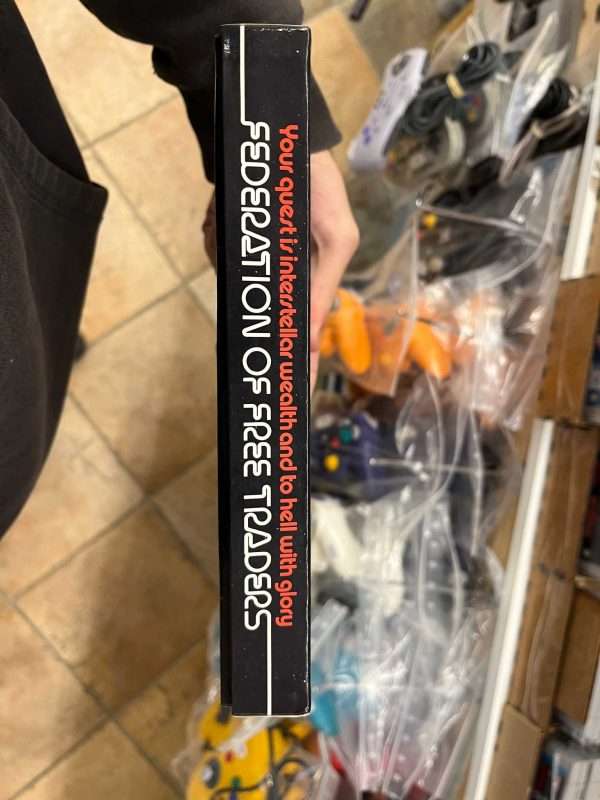 Your quest is interstellar wealth and to hell with glory
FEDERATION OF FREE TRADERS